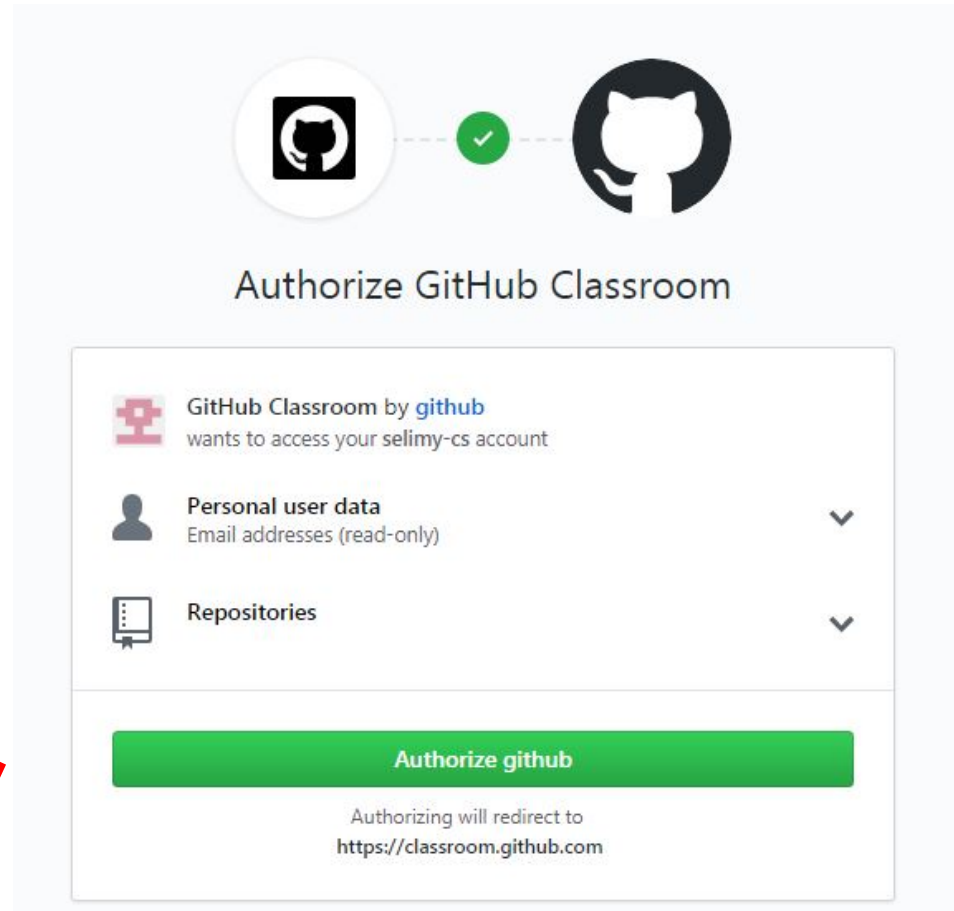 Authorize GitHub Classroom
GitHub Classroom by github
wants to access your selimy-cs account
Personal user data
Email addresses (read-only)
Repositories
Authorize github
Authorizing will redirect to
https://classroom.github.com